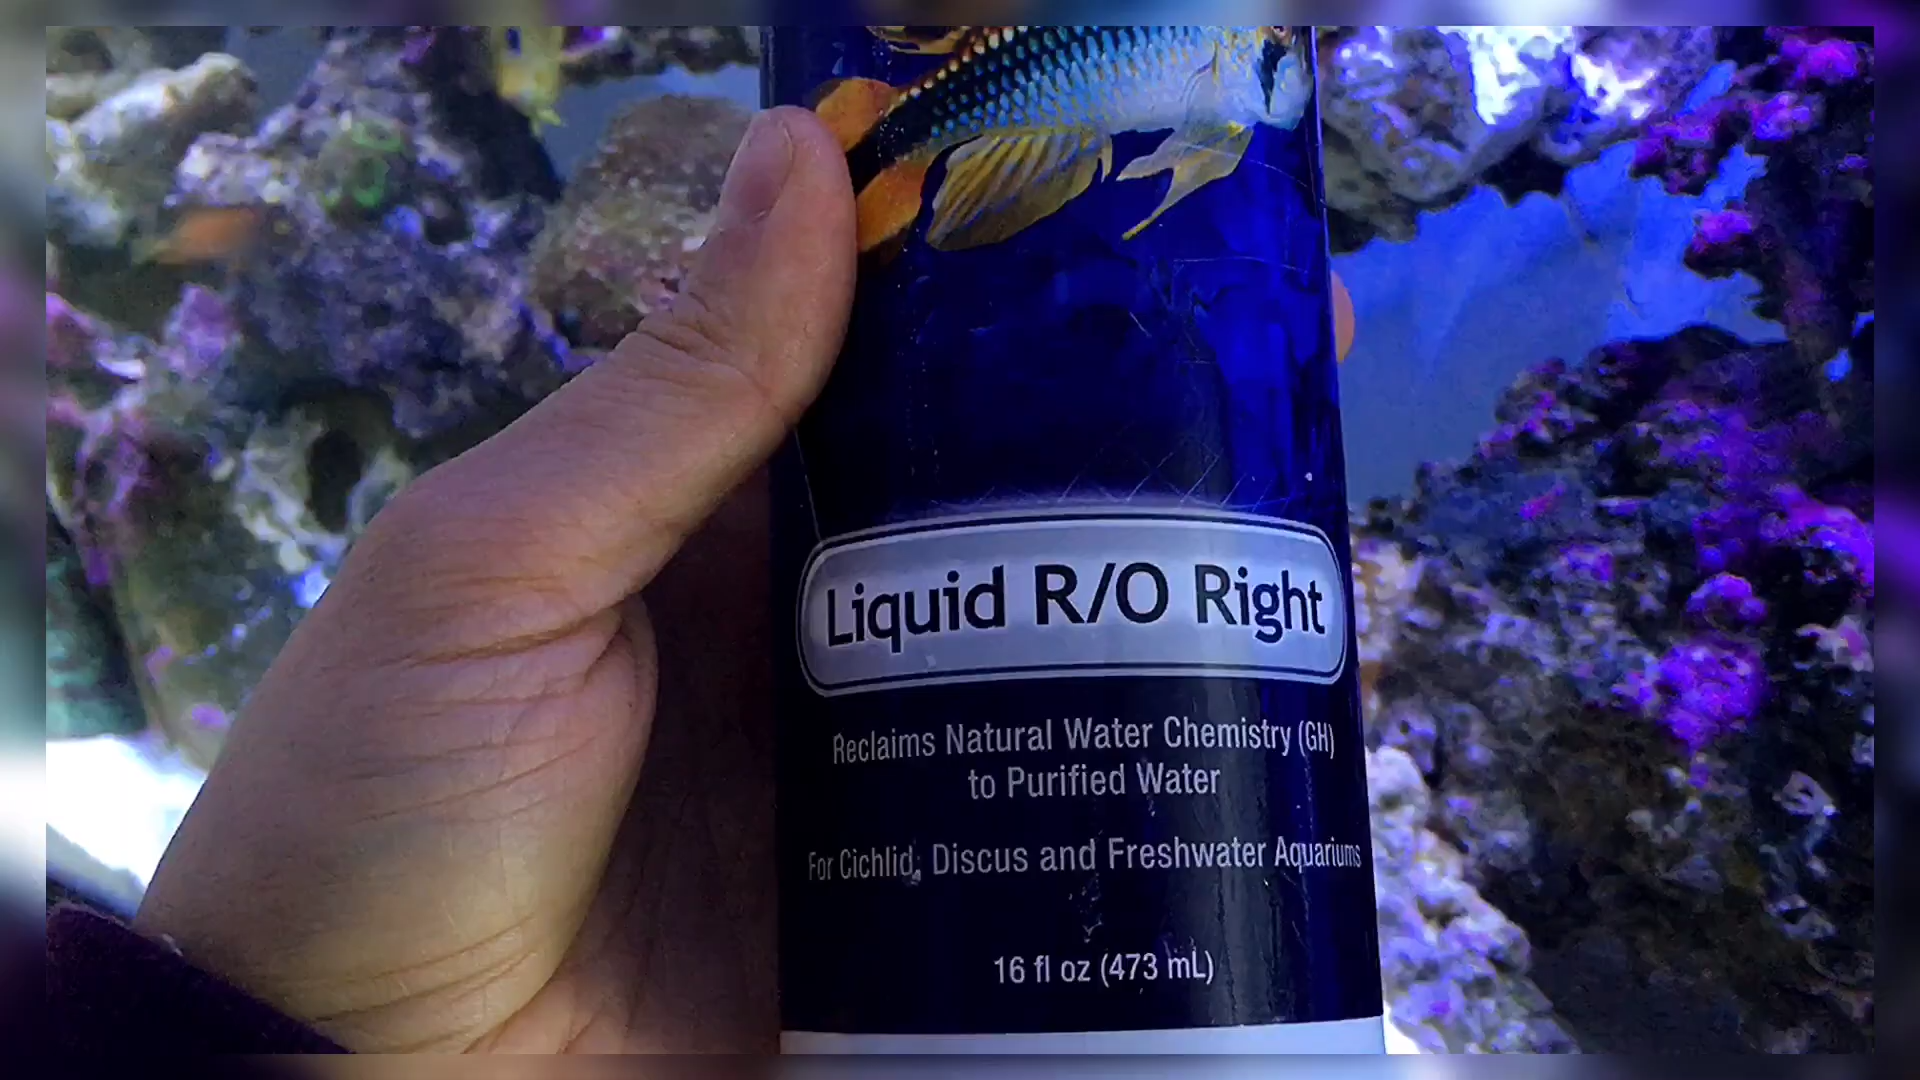 Liquid R/O Right
Reclaims Natural Water Chemistry (GH)
to Purified Water
For Cichlid, Discus and Freshwater Aquariums
16 fl oz (473 mL)